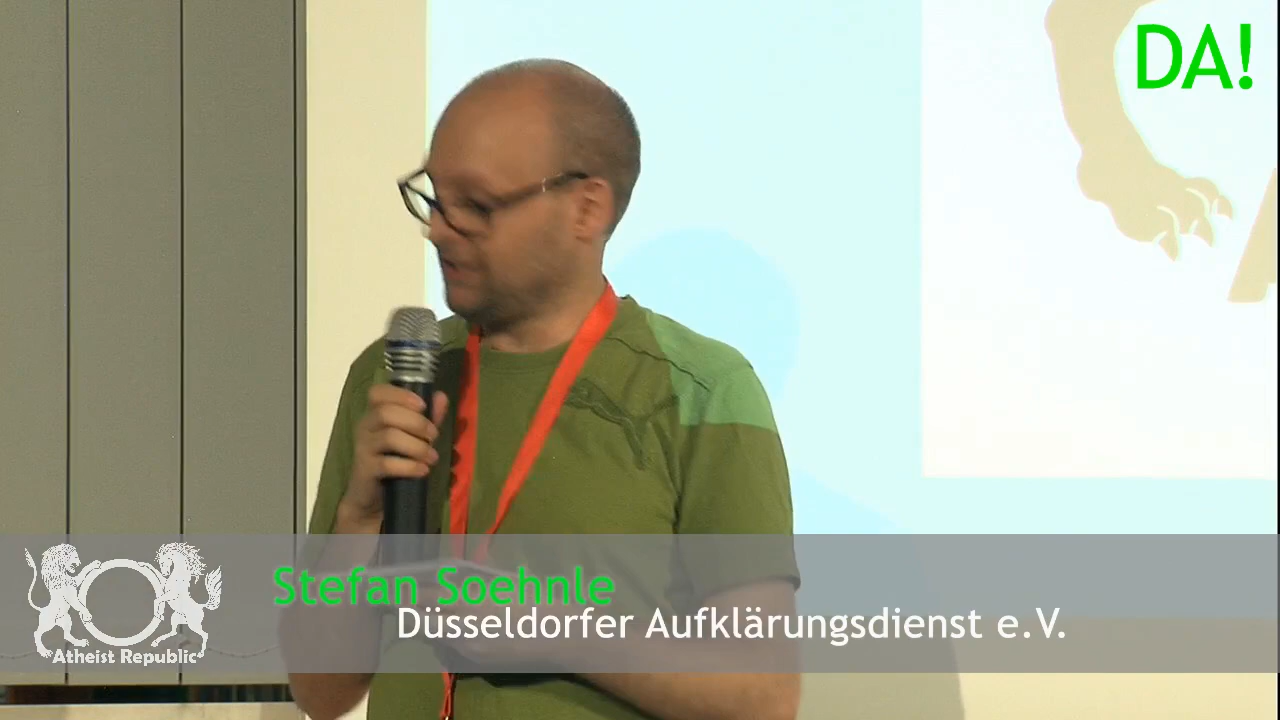 DA!
Stefan Soehnle
Düsseldorfer Aufklärungsdienst e.V.
Atheist Republic